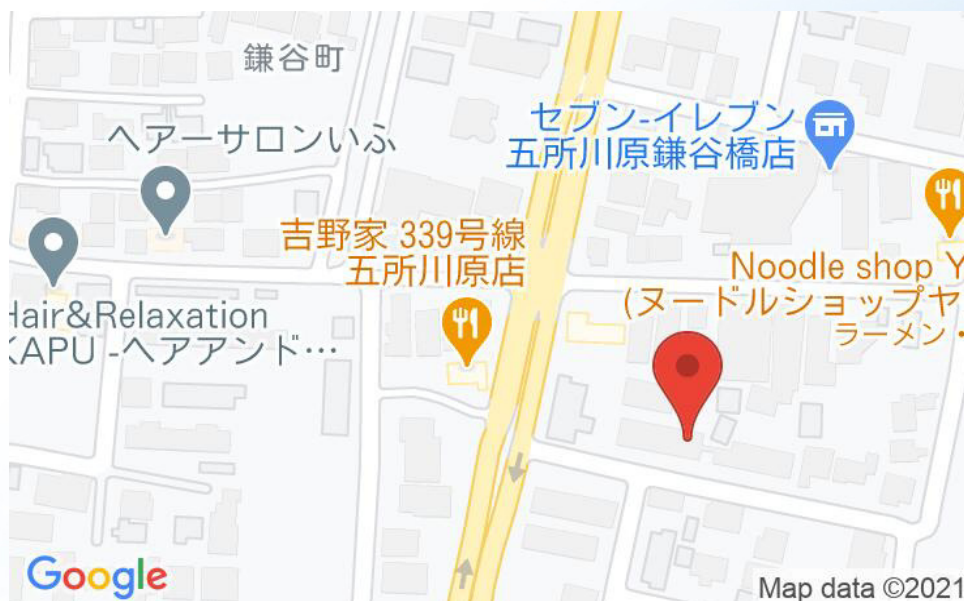 鎌谷町
セブン-イレブン
五所川原鎌谷橋店
ヘアーサロンいふ
吉野家 339号線
五所川原店
Noodle shop Y
(ヌードルショップヤ
ラーメン・
Hair&Relaxation
KAPU -ヘアアンド…
Google
Map data ©2021